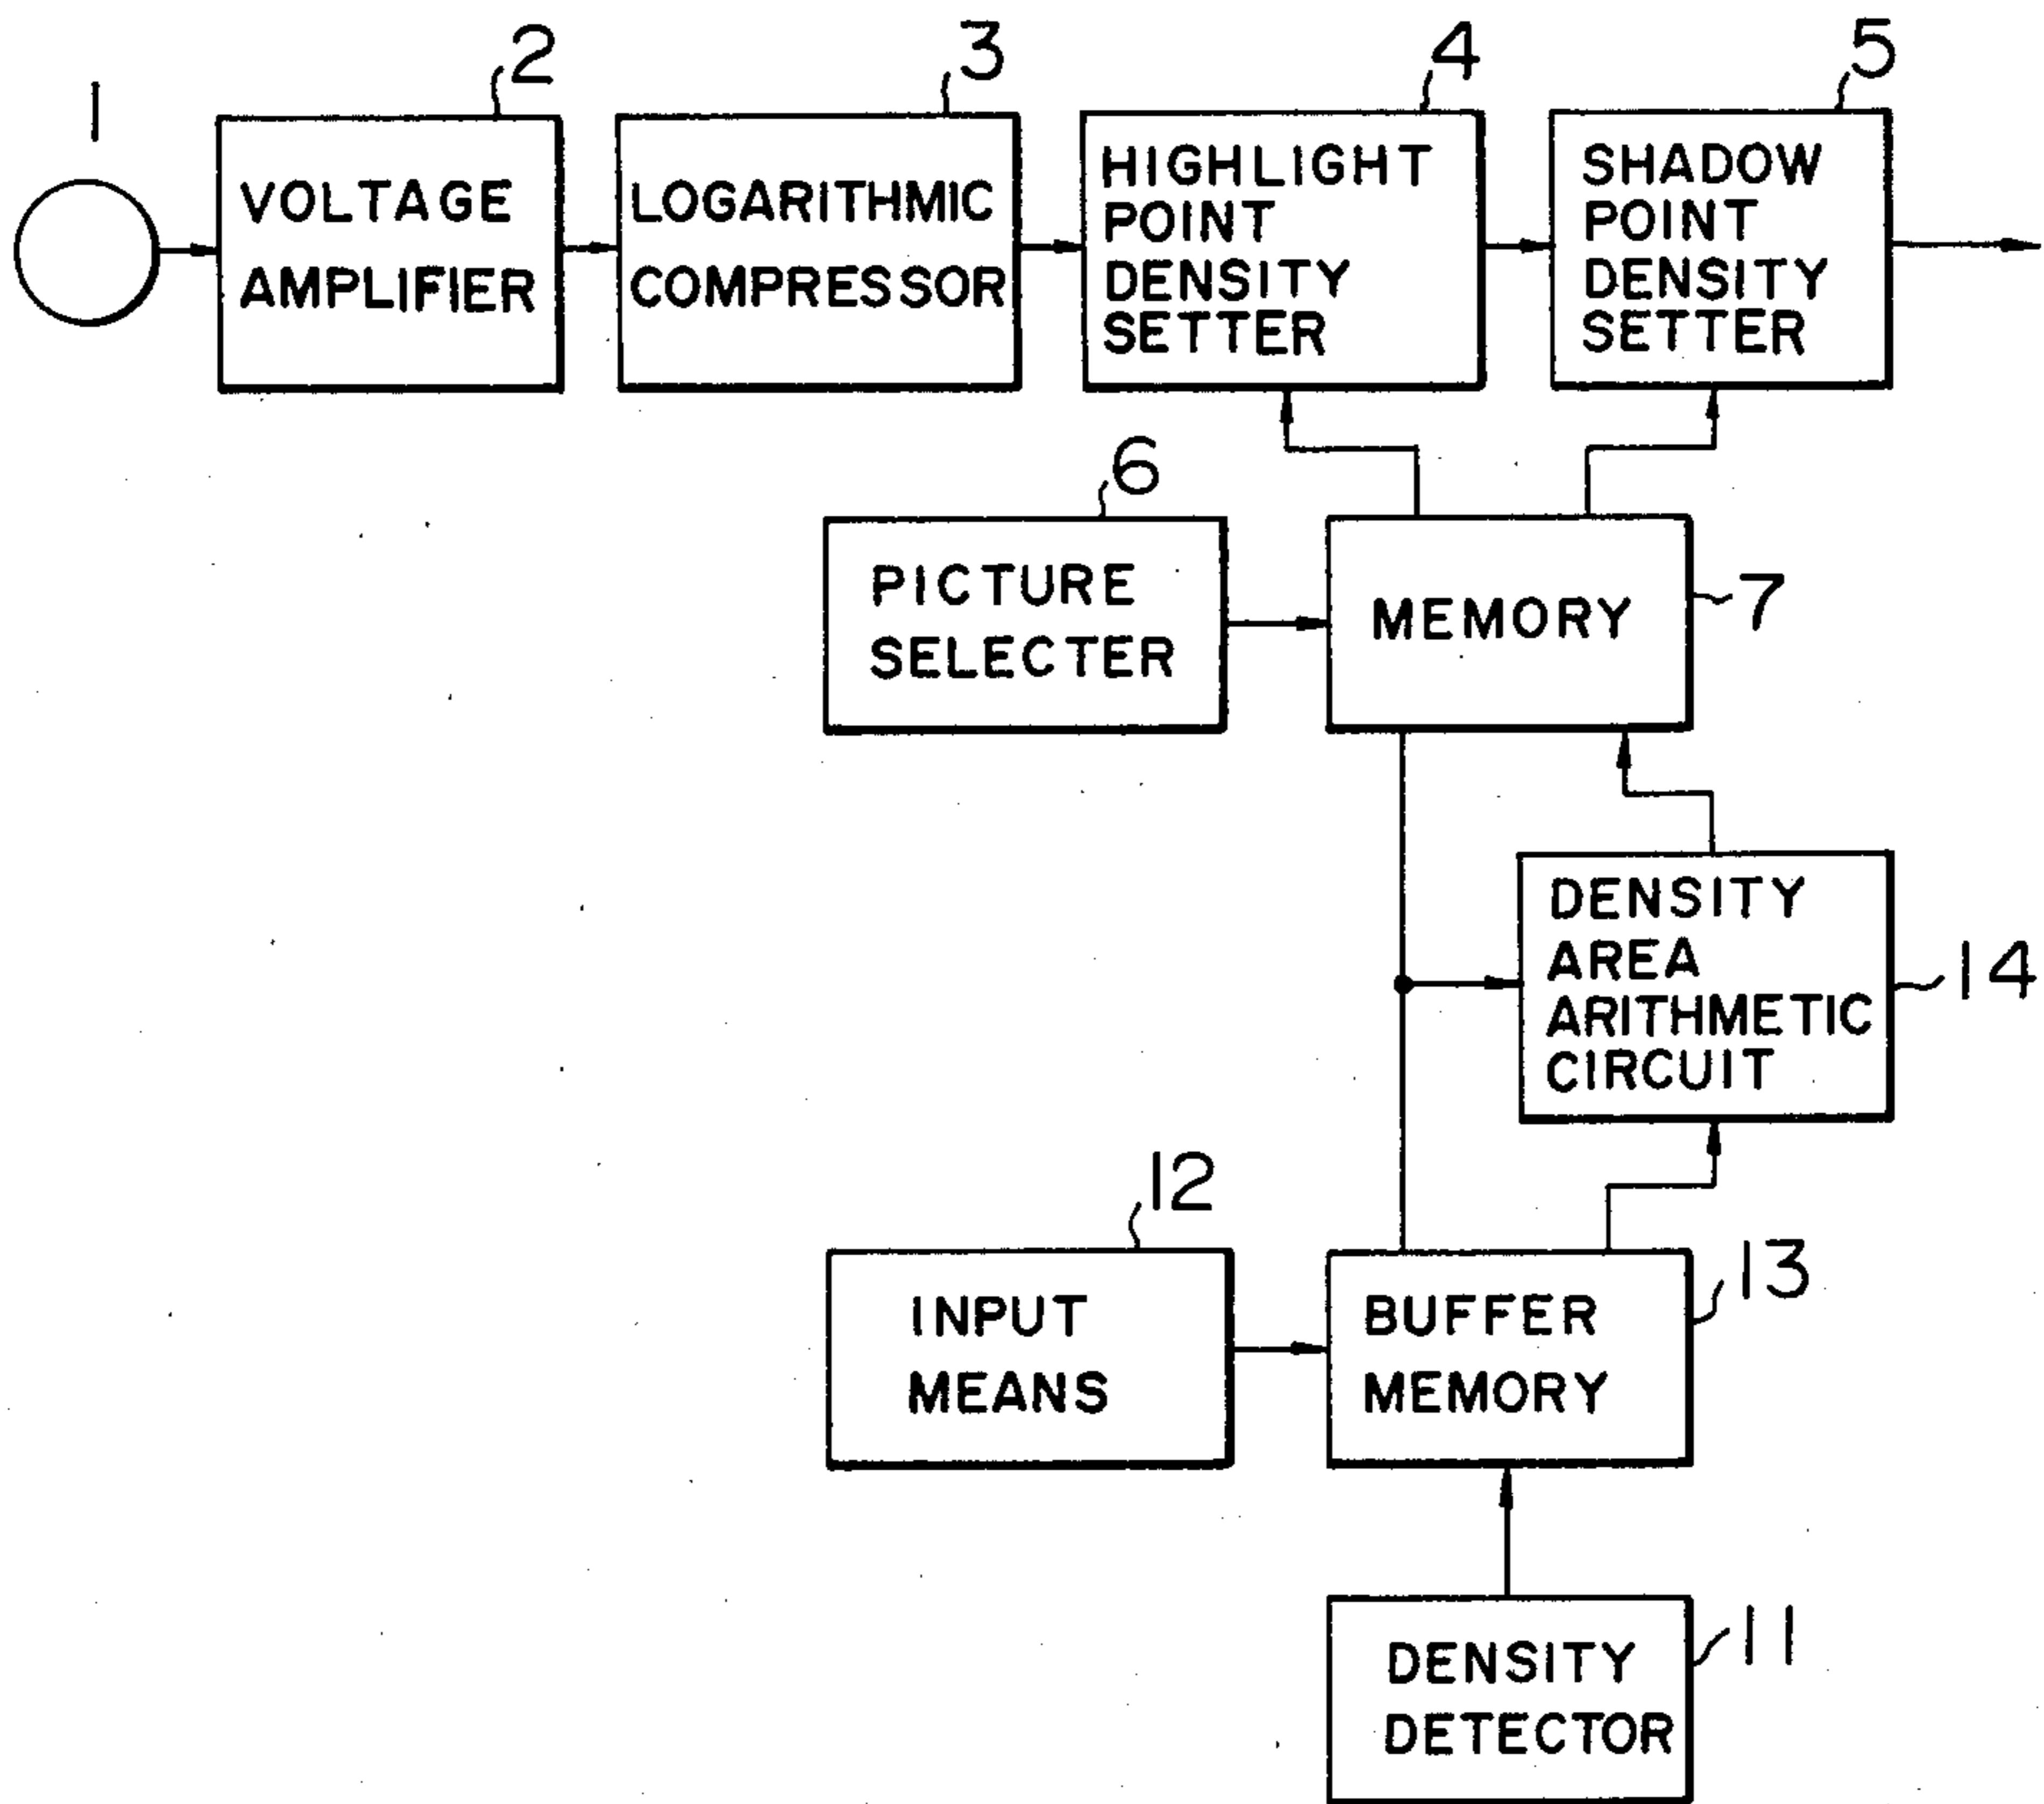 1
2
VOLTAGE
AMPLIFIER
3
LOGARITHMIC
COMPRESSOR
4
HIGHLIGHT
POINT
DENSITY
SETTER
5
SHADOW
POINT
DENSITY
SETTER
6
PICTURE
SELECTER
MEMORY
7
DENSITY
AREA
ARITHMETIC
CIRCUIT
14
12
INPUT
MEANS
13
BUFFER
MEMORY
11
DENSITY
DETECTOR